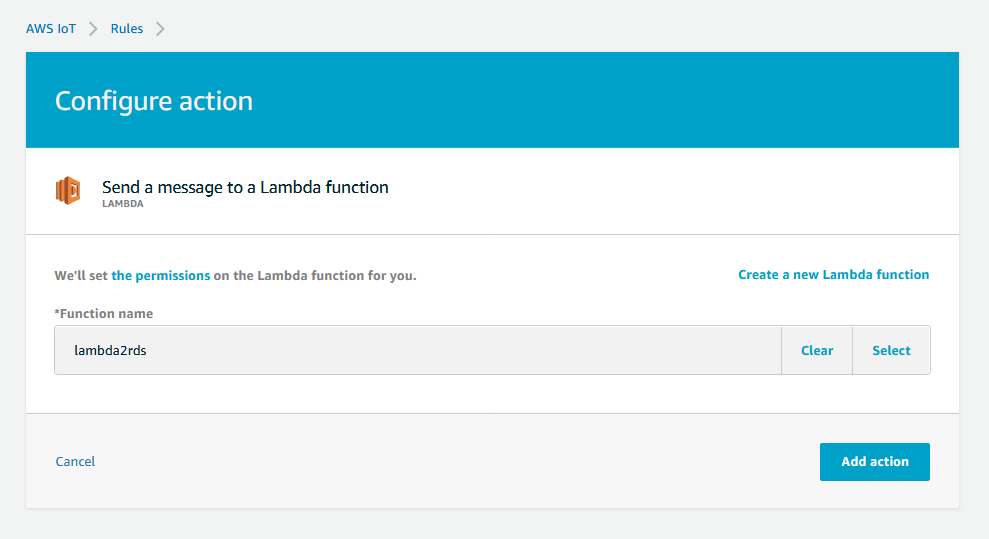 AWS IoT > Rules >
Configure action
Send a message to a Lambda function
LAMBDA
We'll set the permissions on the Lambda function for you.
Create a new Lambda function
*Function name
lambda2rds
Clear
Select
Cancel
Add action